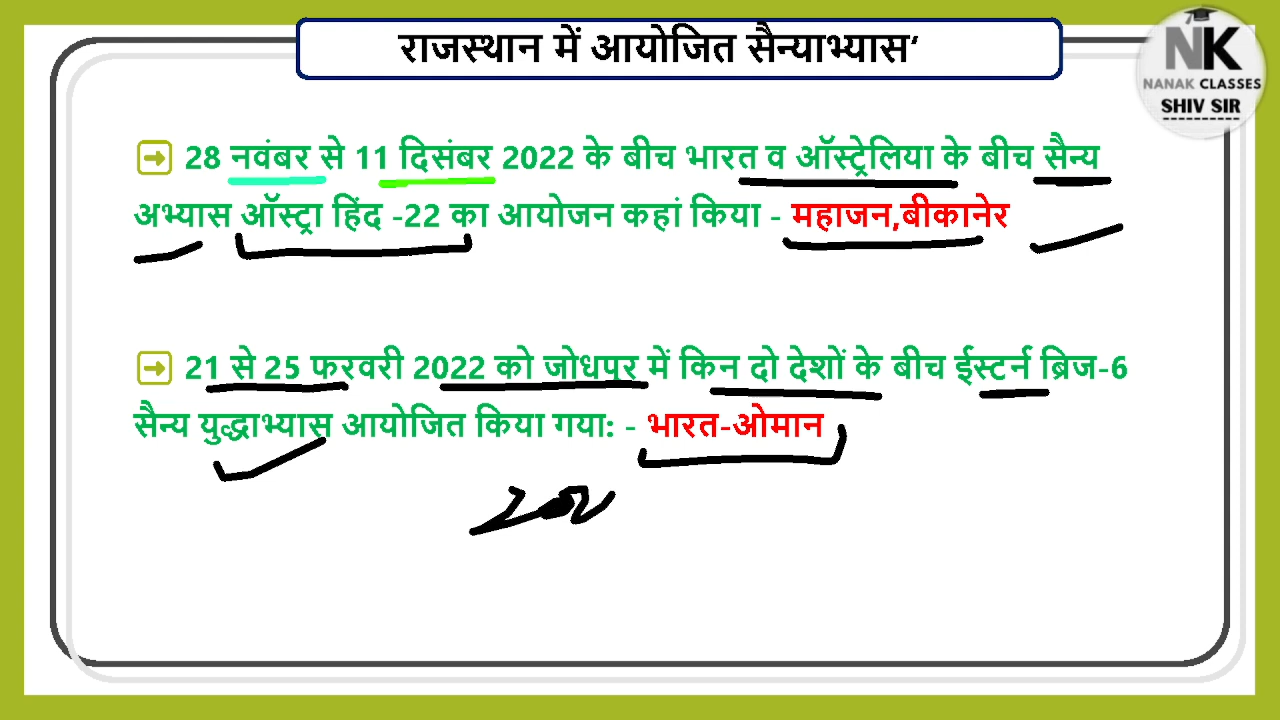 राजस्थान में आयोजित सैन्याभ्यास‘
NK
NANAK CLASSES
SHIV SIR
28 नवंबर से 11 दिसंबर 2022 के बीच भारत व ऑस्ट्रेलिया के बीच सैन्य
अभ्यास ऑस्ट्रा हिंद -22 का आयोजन कहां किया - महाजन,बीकानेर
21 से 25 फरवरी 2022 को जोधपर में किन दो देशों के बीच ईस्टर्न ब्रिज-6
सैन्य युद्धाभ्यास आयोजित किया गया: - भारत-ओमान